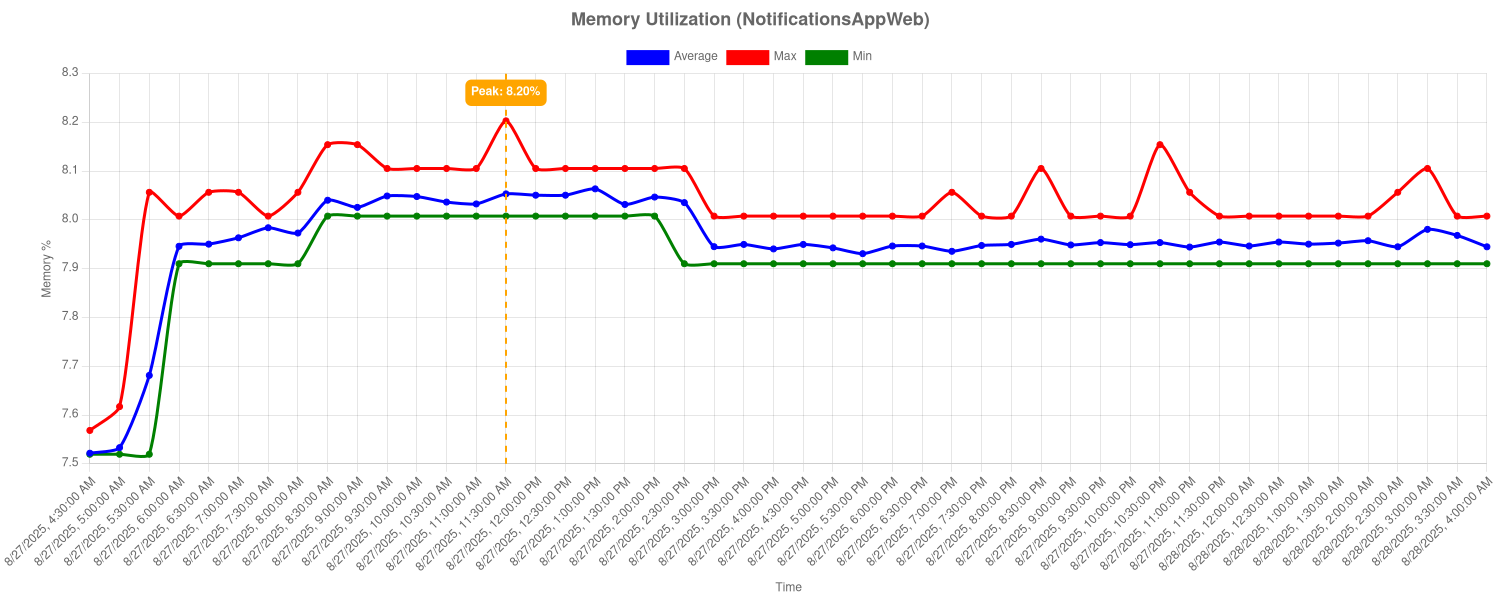 Memory Utilization (NotificationsAppWeb)
Average Max Min
Peak: 8.20%
8.3
8.2
8.1
8.0
7.9
7.8
7.7
7.6
7.5
Memory %
8/27/2025, 4:30:00 AM
8/27/2025, 5:00:00 AM
8/27/2025, 5:30:00 AM
8/27/2025, 6:00:00 AM
8/27/2025, 6:30:00 AM
8/27/2025, 7:00:00 AM
8/27/2025, 7:30:00 AM
8/27/2025, 8:00:00 AM
8/27/2025, 8:30:00 AM
8/27/2025, 9:00:00 AM
8/27/2025, 9:30:00 AM
8/27/2025, 10:00:00 AM
8/27/2025, 10:30:00 AM
8/27/2025, 11:00:00 AM
8/27/2025, 11:30:00 AM
8/27/2025, 12:00:00 PM
8/27/2025, 12:30:00 PM
8/27/2025, 1:00:00 PM
8/27/2025, 1:30:00 PM
8/27/2025, 2:00:00 PM
8/27/2025, 2:30:00 PM
8/27/2025, 3:00:00 PM
8/27/2025, 3:30:00 PM
8/27/2025, 4:00:00 PM
8/27/2025, 4:30:00 PM
8/27/2025, 5:00:00 PM
8/27/2025, 5:30:00 PM
8/27/2025, 6:00:00 PM
8/27/2025, 6:30:00 PM
8/27/2025, 7:00:00 PM
8/27/2025, 7:30:00 PM
8/27/2025, 8:00:00 PM
8/27/2025, 8:30:00 PM
8/27/2025, 9:00:00 PM
8/27/2025, 9:30:00 PM
8/27/2025, 10:00:00 PM
8/27/2025, 10:30:00 PM
8/27/2025, 11:00:00 PM
8/27/2025, 11:30:00 PM
8/28/2025, 12:00:00 AM
8/28/2025, 12:30:00 AM
8/28/2025, 1:00:00 AM
8/28/2025, 1:30:00 AM
8/28/2025, 2:00:00 AM
8/28/2025, 2:30:00 AM
8/28/2025, 3:00:00 AM
8/28/2025, 3:30:00 AM
8/28/2025, 4:00:00 AM
Time